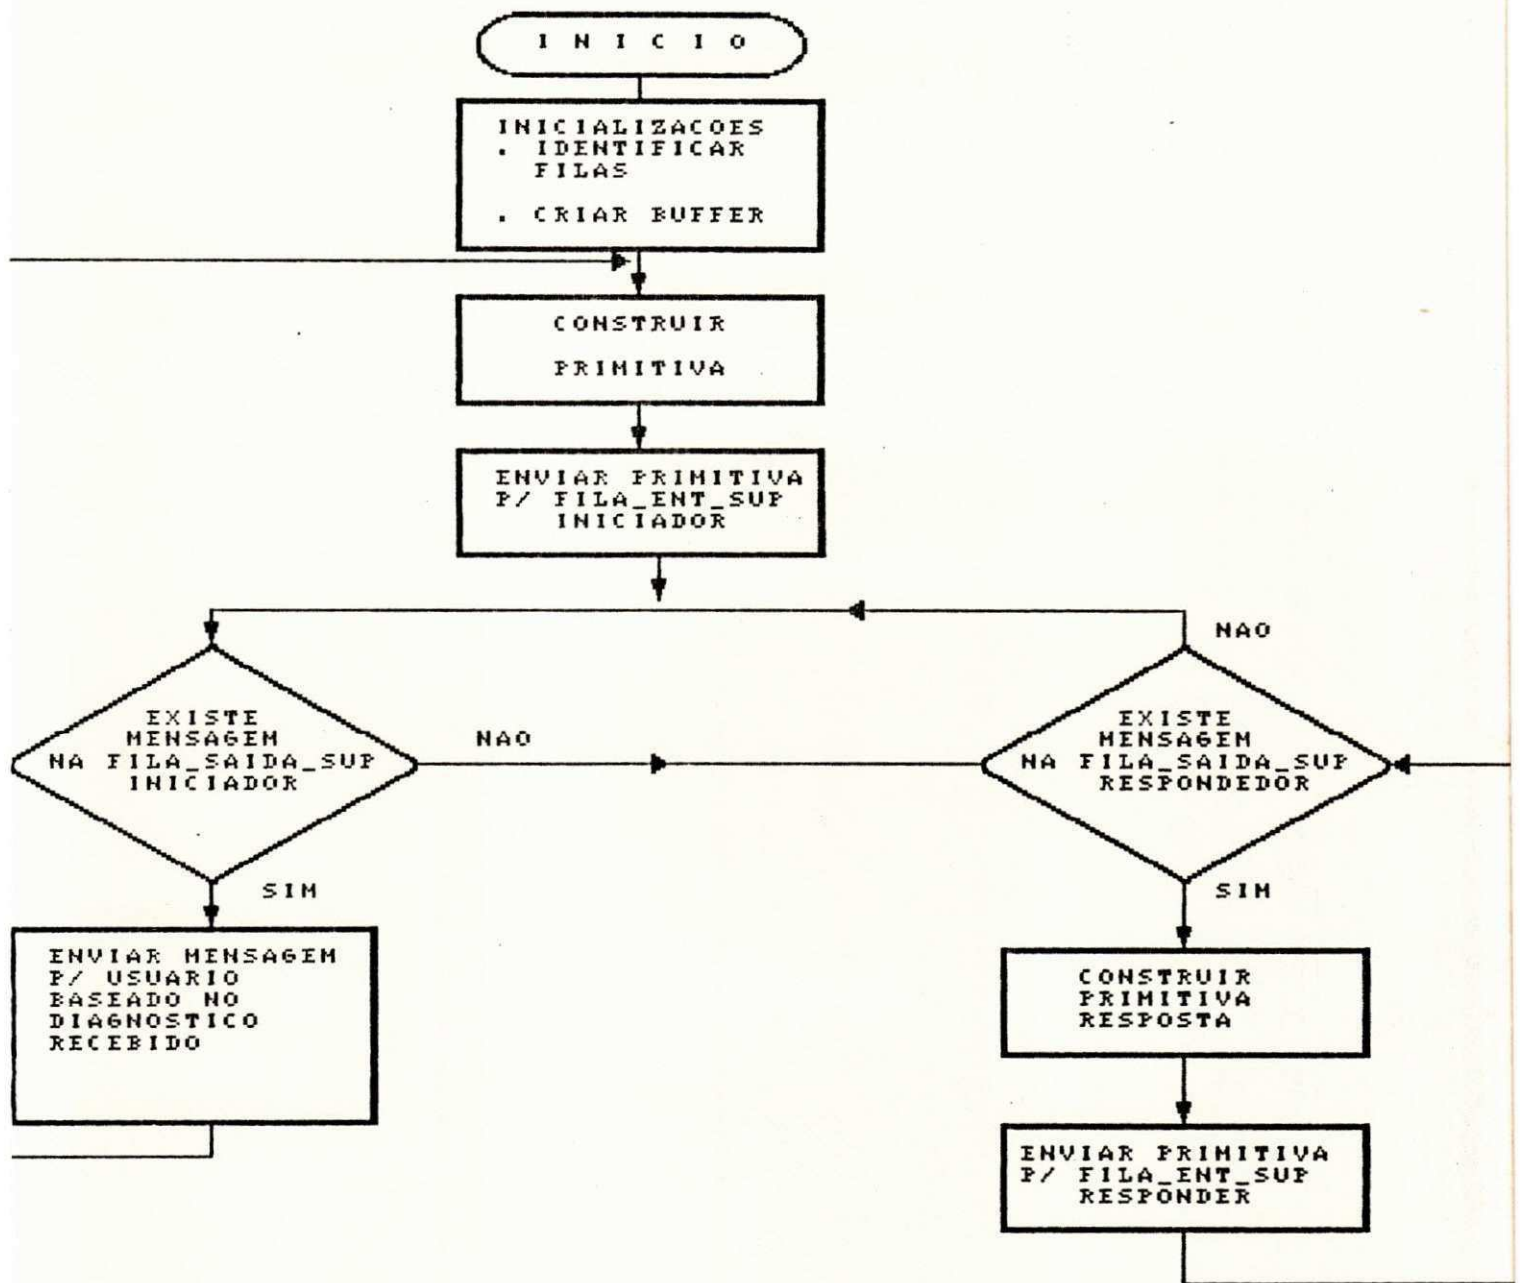 I N I C I O
INICIALIZACOES
. IDENTIFICAR
FILAS
. CRIAR BUFFER
CONSTRUIR
PRIMITIVA
ENVIAR PRIMITIVA
P/ FILA_ENT_SUP
INICIADOR
NAO
EXISTE
MENSAGEM
NA FILA_SAIDA_SUP
INICIADOR
NAO
EXISTE
MENSAGEM
NA FILA_SAIDA_SUP
RESPONDEDOR
SIM
SIM
ENVIAR MENSAGEM
P/ USUARIO
BASEADO NO
DIAGNOSTICO
RECEBIDO
CONSTRUIR
PRIMITIVA
RESPOSTA
ENVIAR PRIMITIVA
P/ FILA_ENT_SUP
RESPONDER